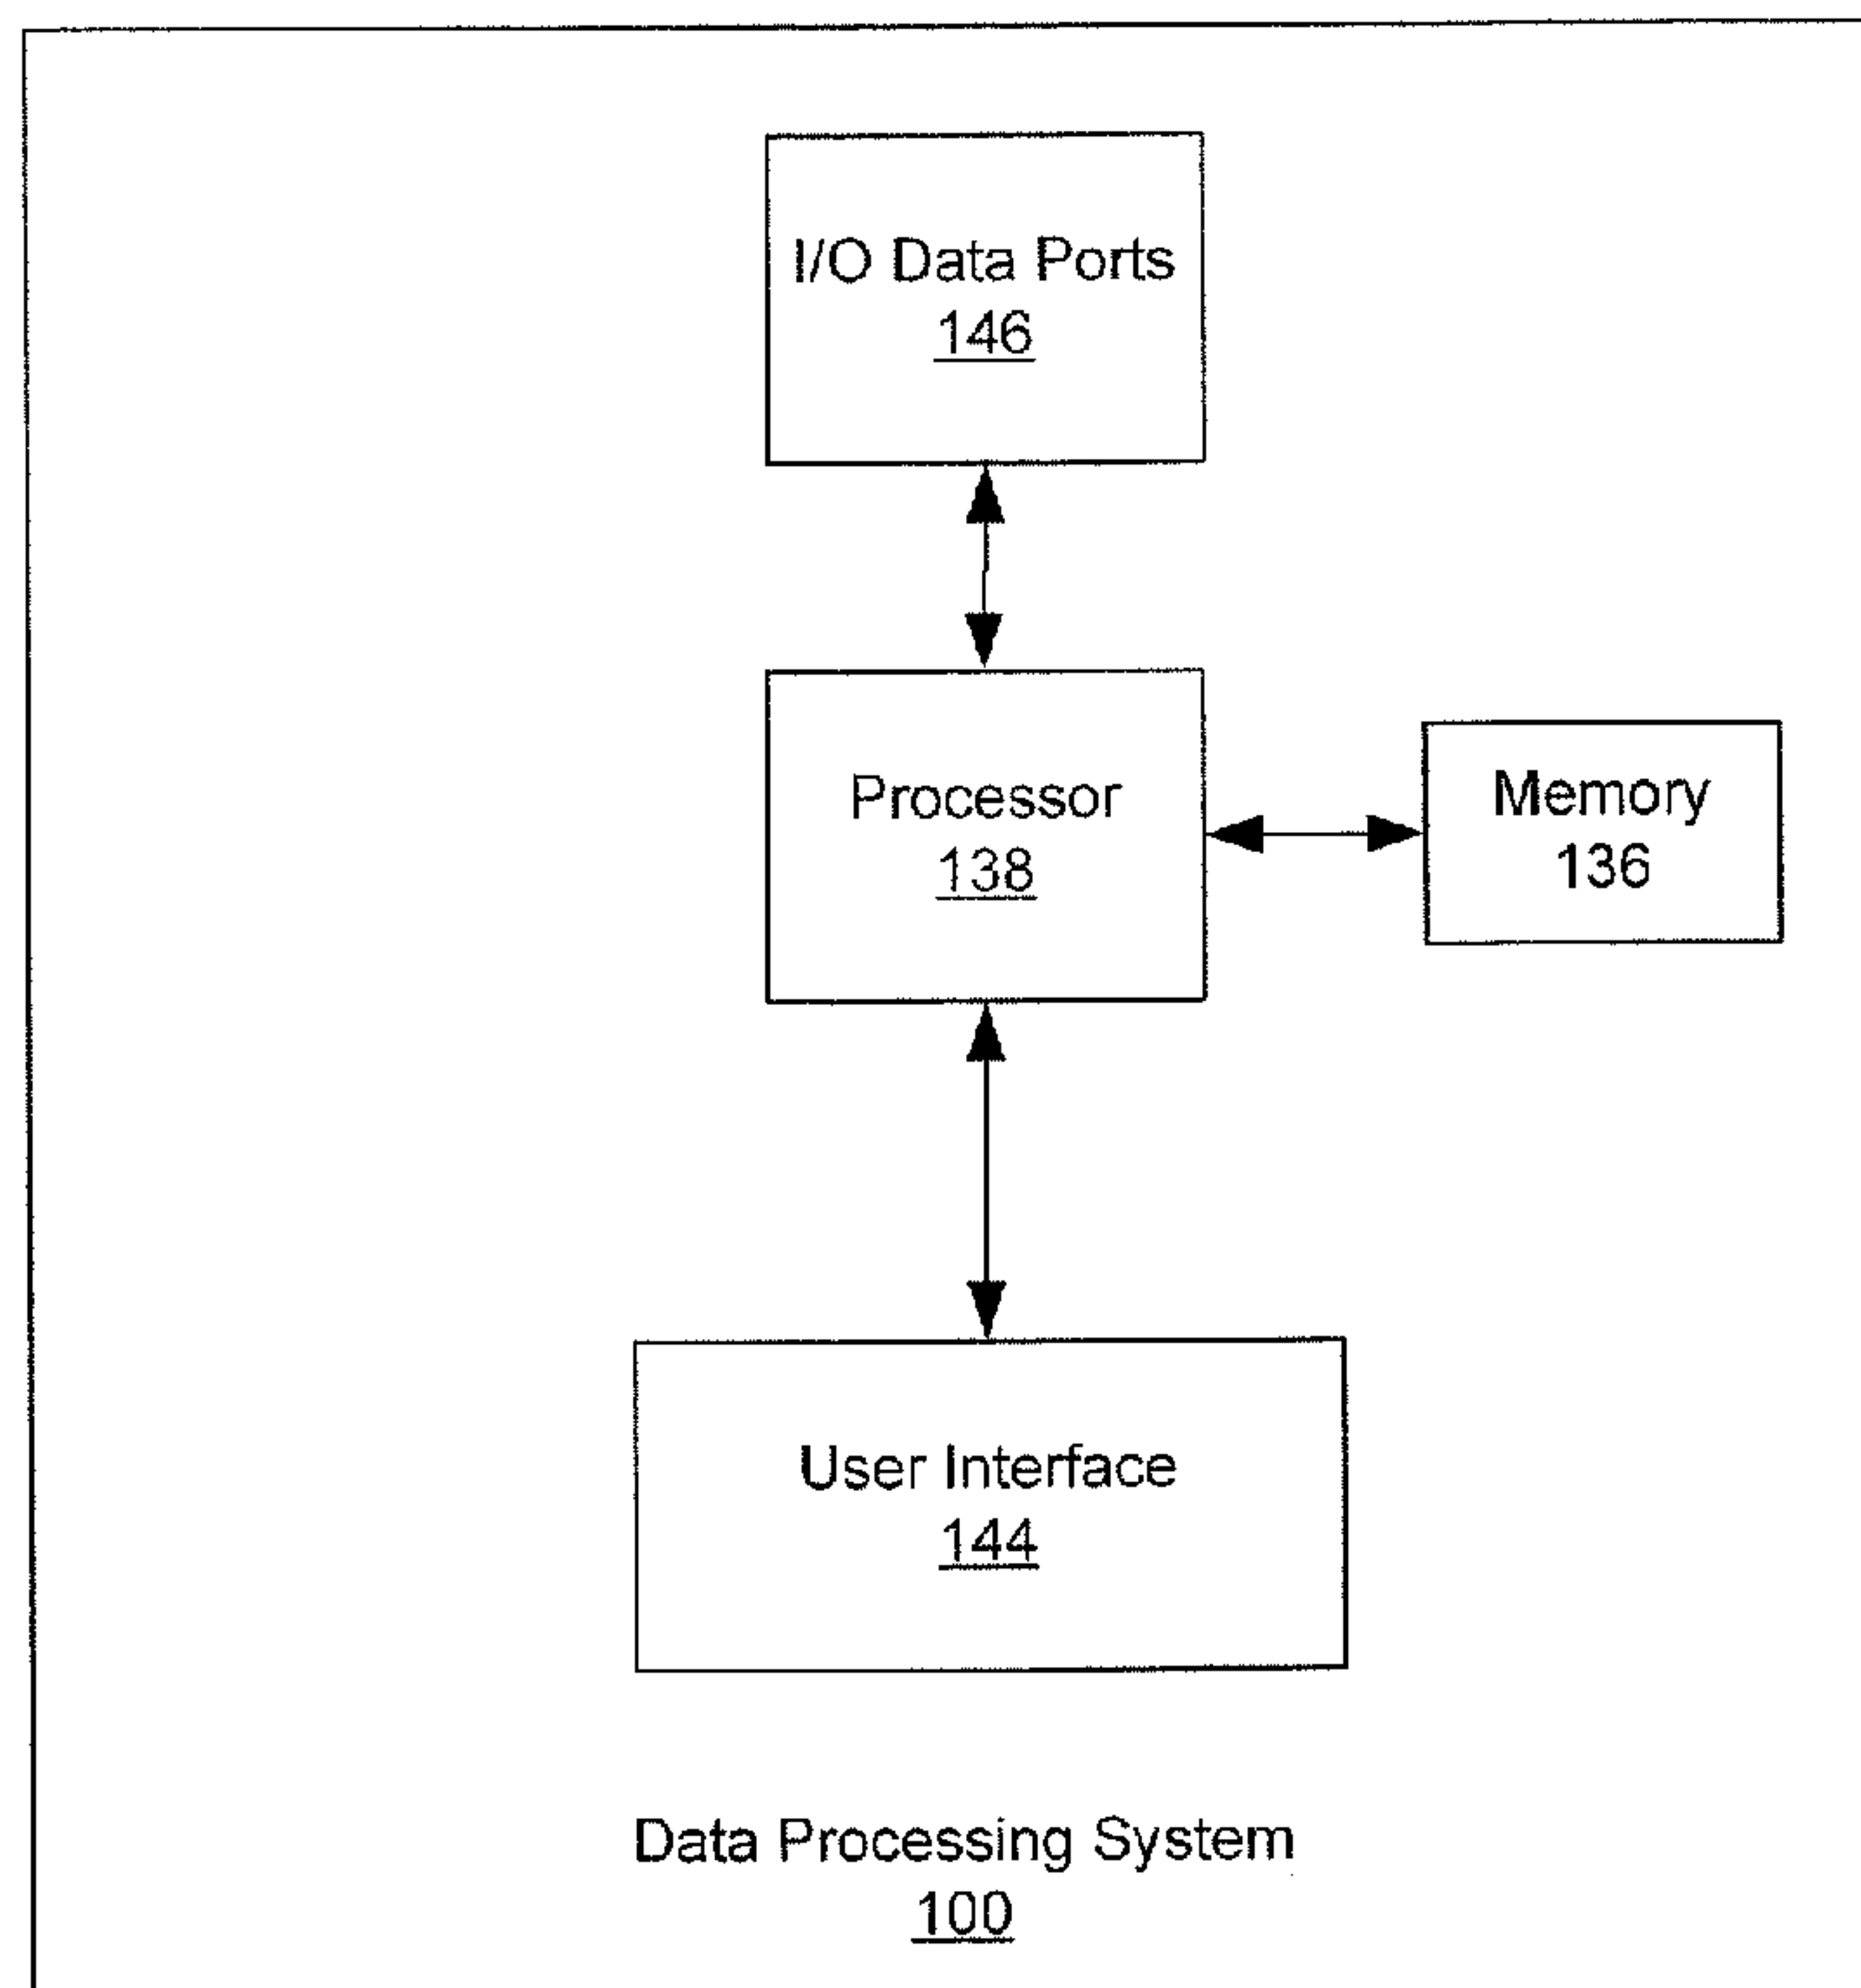 I/O Data Ports
146
Processor
138
Memory
136
User Interface
144
Data Processing System
100